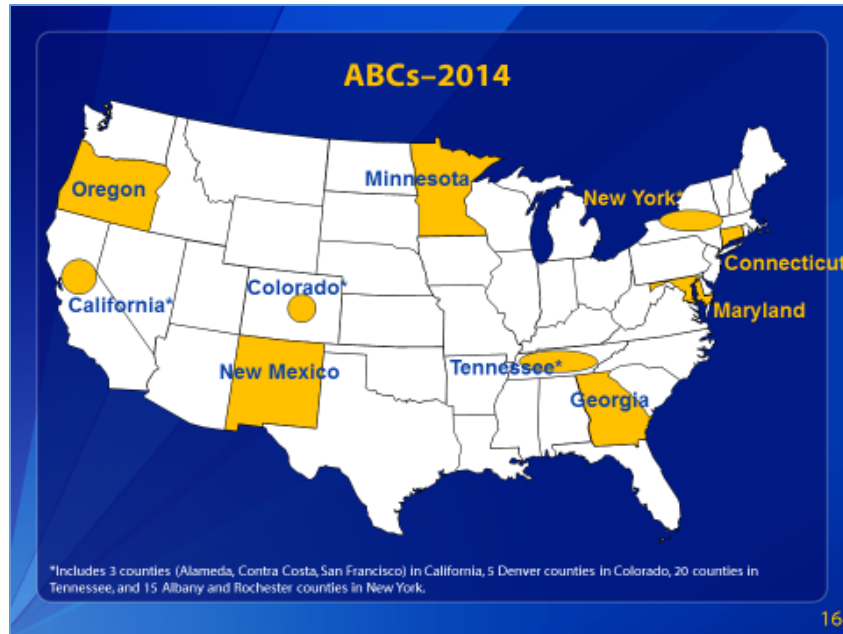 ABCs–2014
Minnesota
Oregon
New York*
Connecticut
Colorado*
California*
Maryland
Tennessee*
New Mexico
Georgia
*Includes 3 counties (Alameda, Contra Costa, San Francisco) in California, 5 Denver counties in Colorado, 20 counties in
Tennessee, and 15 Albany and Rochester counties in New York.
16